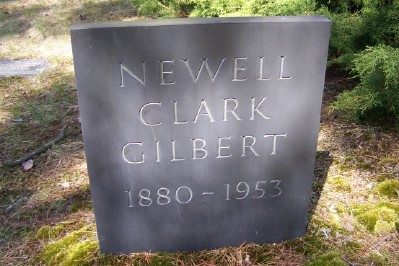 NEWELL
CLARK
GILBERT
1880 - 1953